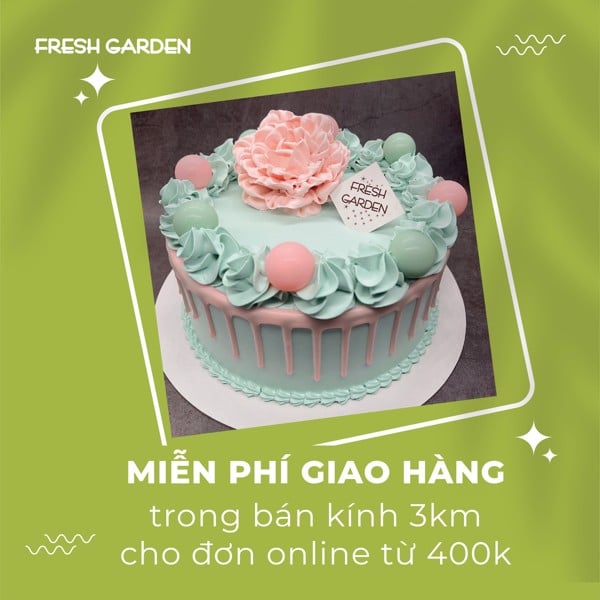 FRESH GARDEN
FRESH
GARDEN
MIỄN PHÍ GIAO HÀNG
trong bán kính 3km
cho đơn online từ 400k